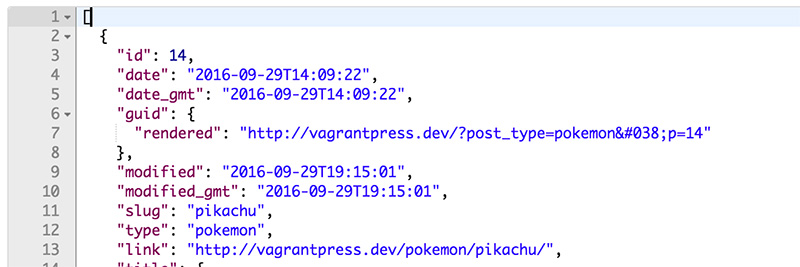 1 [
2 {
3 "id": 14,
4 "date": "2016-09-29T14:09:22",
5 "date_gmt": "2016-09-29T14:09:22",
6 "guid": {
7 "rendered": "http://vagrantpress.dev/?post_type=pokemon&#038;p=14"
8 },
9 "modified": "2016-09-29T19:15:01",
10 "modified_gmt": "2016-09-29T19:15:01",
11 "slug": "pikachu",
12 "type": "pokemon",
13 "link": "http://vagrantpress.dev/pokemon/pikachu/",
14 "title": {